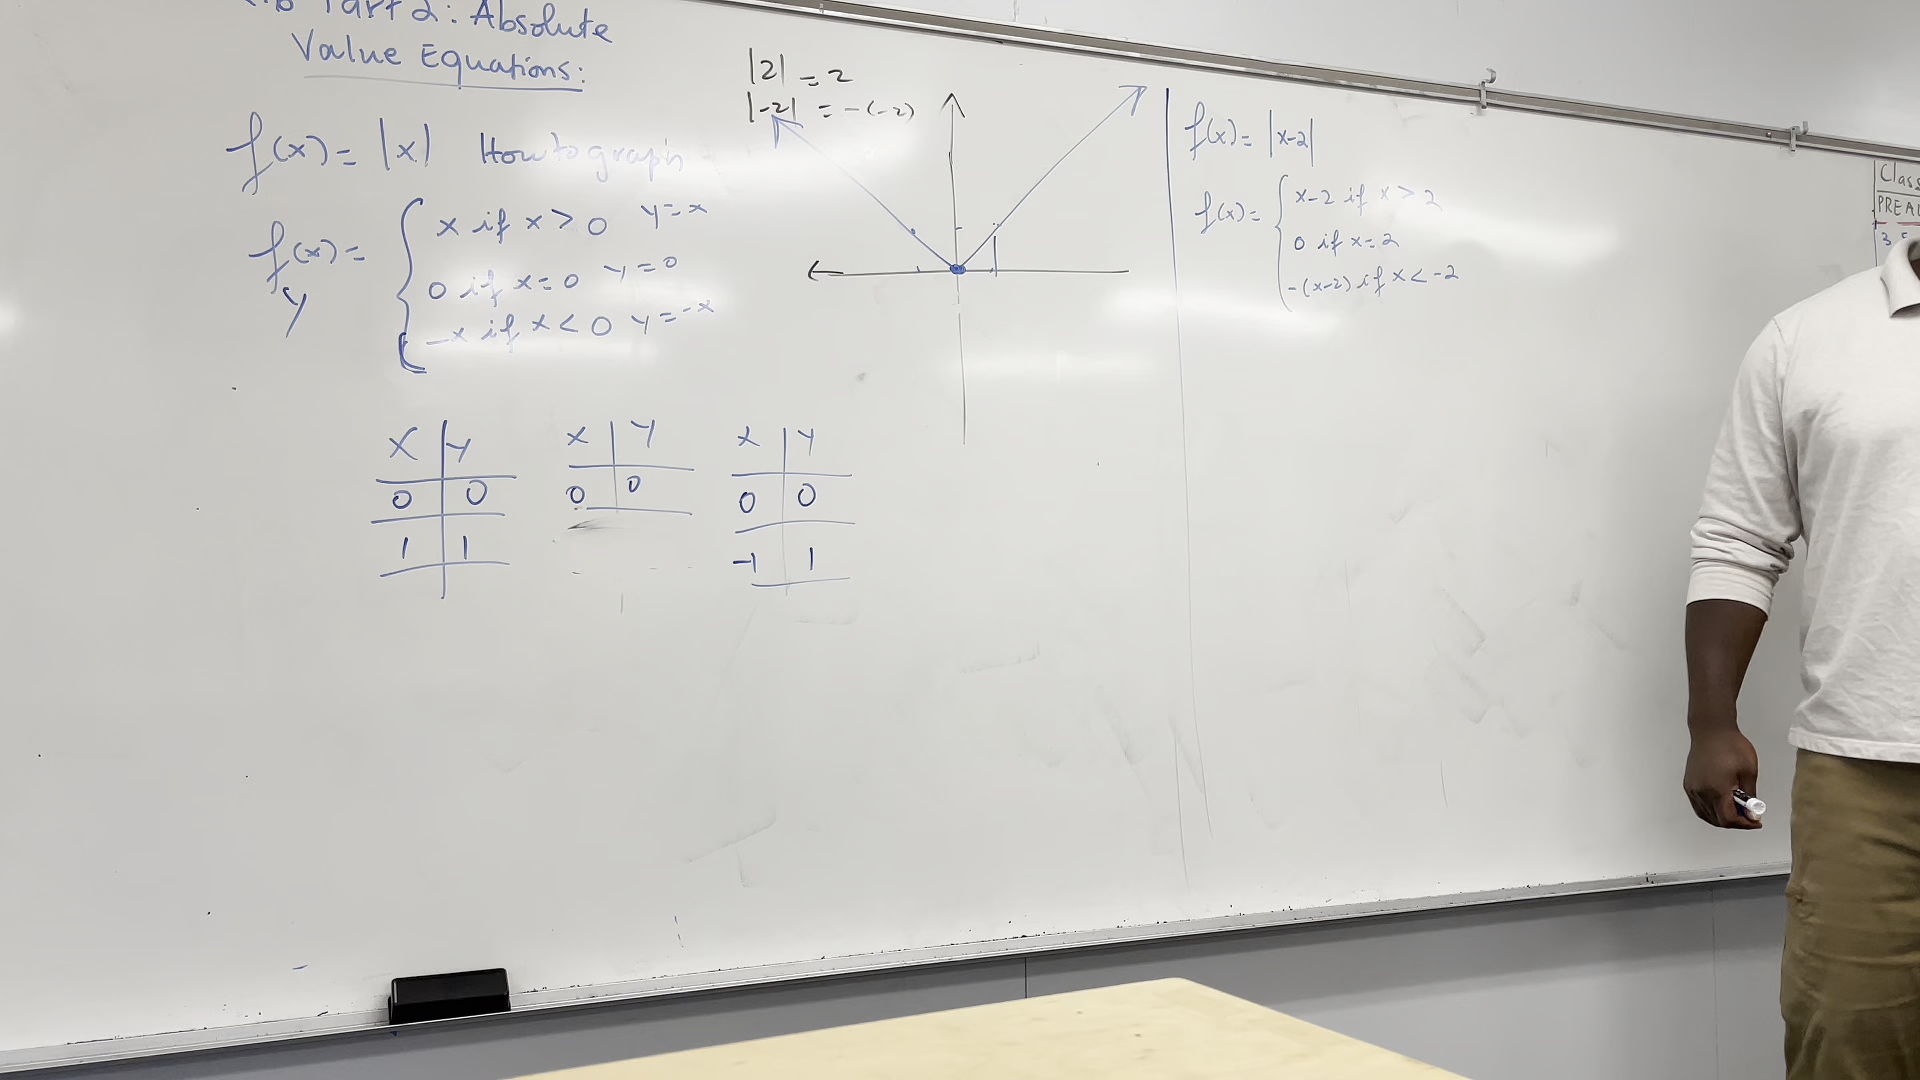 Part 2: Absolute
Value Equations:
f(x) = |x| How to graph
f(x) =
y
x if x > 0 y = x
0 if x = 0 y = 0
-x if x < 0 y = -x
|2| = 2
|-2| = -(-2)
x y
0 0
1 1
x y
0 0
x y
0 0
-1 1
f(x) = |x-2|
f(x) =
x-2 if x > 2
0 if x = 2
-(x-2) if x < -2
Class